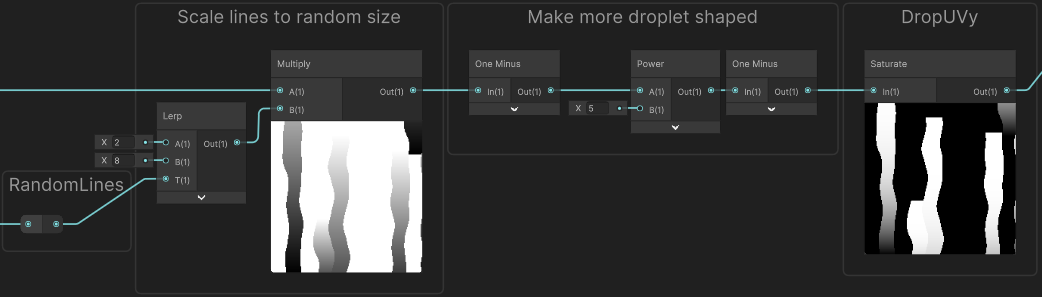 Scale lines to random size
Make more droplet shaped
DropUVy
Multiply
A(1)
Out(1)
B(1)
Lerp
X 2
A(1)
Out(1)
X 8
B(1)
T(1)
RandomLines
One Minus
In(1)
Out(1)
Power
A(1)
Out(1)
X 5
B(1)
One Minus
In(1)
Out(1)
Saturate
In(1)
Out(1)